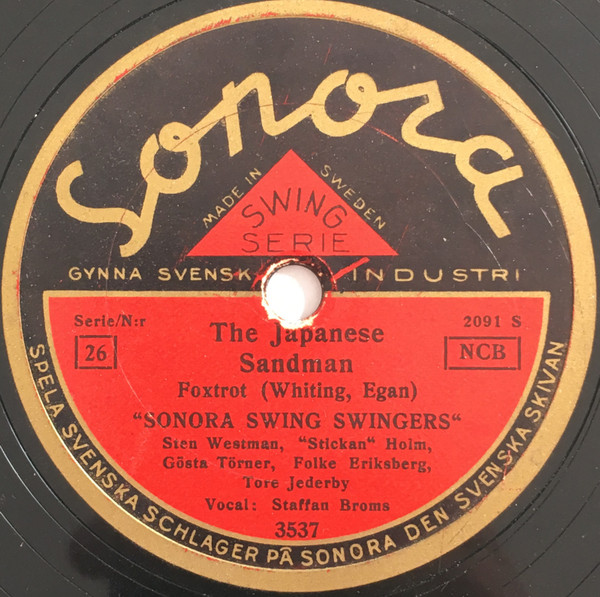 Sonora
MADE IN SWEDEN
SWING
SERIE
GYNNA SVENSK INDUSTRI
Serie/N:r
26
2091 S
NCB
The Japanese
Sandman
Foxtrot (Whiting, Egan)
"SONORA SWING SWINGERS"
Sten Westman, "Stickan" Holm,
Gösta Törner, Folke Eriksberg,
Tore Jederby
Vocal: Staffan Broms
3537
SPELA SVENSKA SCHLAGER PÅ SONORA DEN SVENSKA SKIVAN